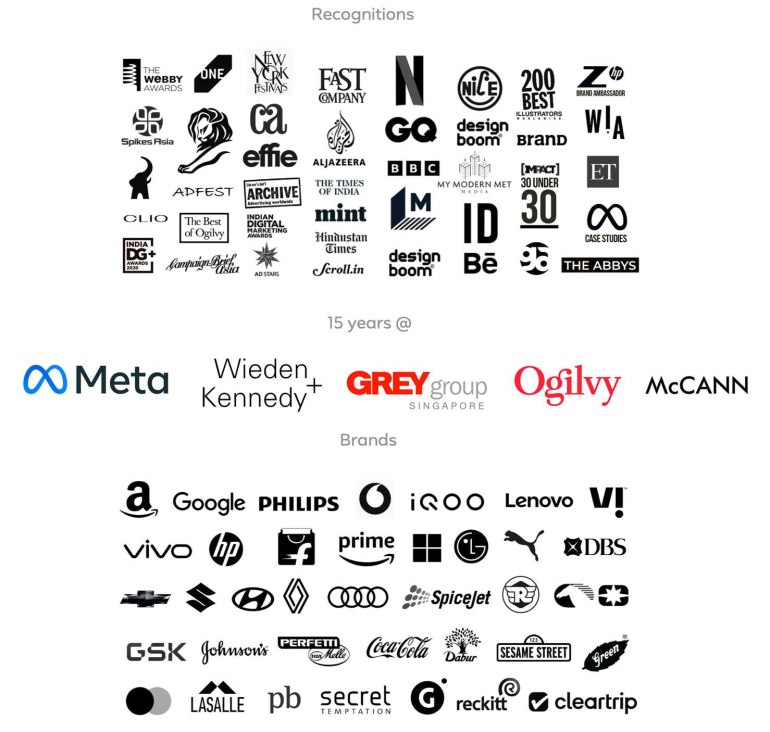 Recognitions
THE
WEBBY
AWARDS
ONE
NEW
YORK
FESTIVALS
FAST
COMPANY
N
NICE
200
BEST
ILLUSTRATORS
WORLDWIDE
hp
BRAND AMBASSADOR
Spikes Asia
ca
effie
ALJAZEERA
GQ
design
boom®
BRAND
W!A
ADFEST
ARCHIVE
Advertising worldwide
THE TIMES
OF INDIA
BBC
MY MODERN MET
MEDIA
[IMPACT]
30 UNDER
30
ET
CLIO
The Best
of Ogilvy
INDIAN
DIGITAL
MARKETING
AWARDS
mint
Hindustan
Times
M
ID
CASE STUDIES
INDIA
DG+
AWARDS
2020
Campaign Brief
Asia
AD STARS
Scroll.in
design
boom®
Bē
THE ABBYS
15 years @
Meta
Wieden
Kennedy+
GREY group
SINGAPORE
Ogilvy
McCANN
Brands
a
Google
PHILIPS
iQOO
Lenovo
V!
vivo
hp
f
prime
LG
DBS
SpiceJet
R
GSK
Johnson's
PERFETTI
van Melle
Coca-Cola
Dabur
123
SESAME STREET
Green
LASALLE
pb
secret
TEMPTATION
G
reckitt
cleartrip